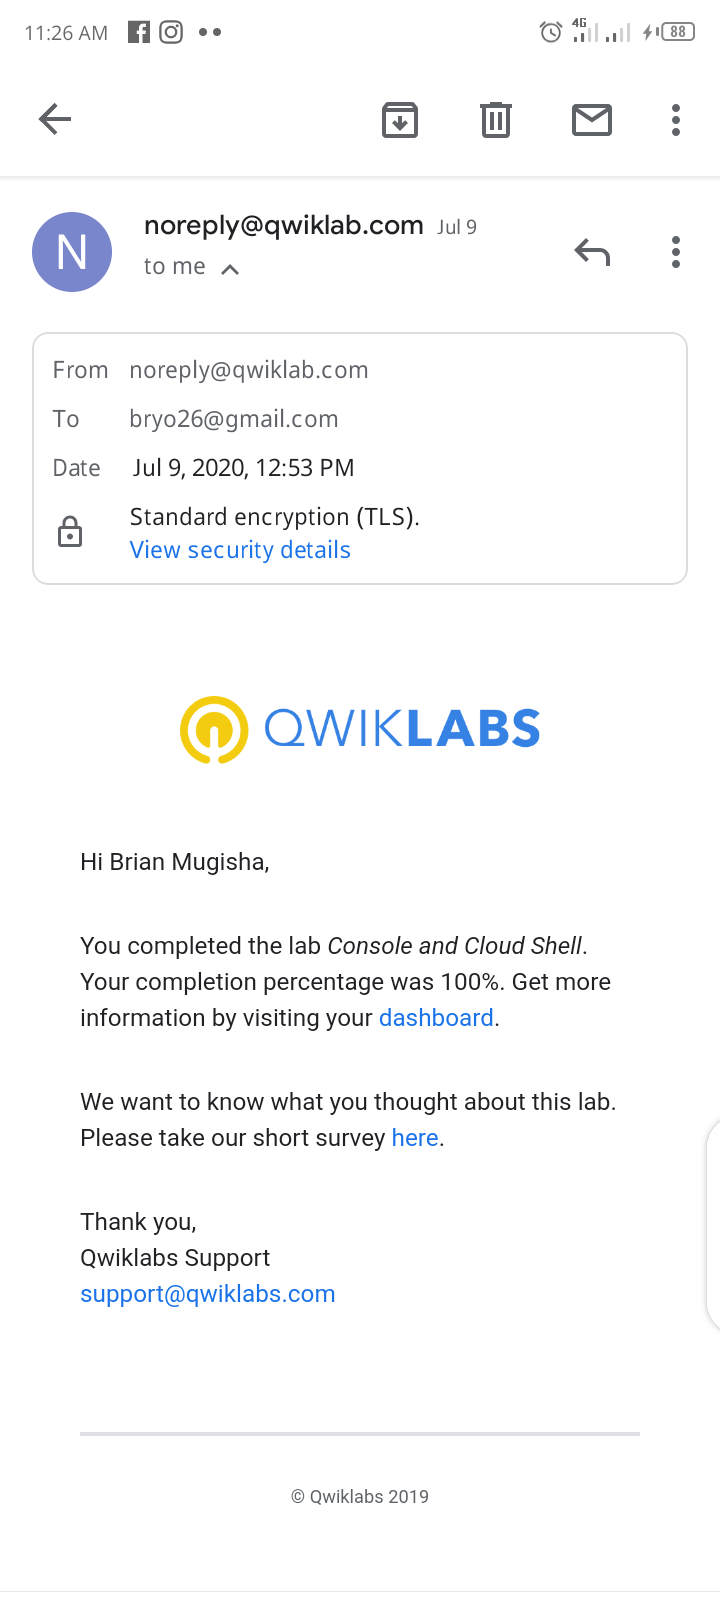 11:26 AM 4G 88
N
noreply@qwiklab.com Jul 9
to me
From noreply@qwiklab.com
To bryo26@gmail.com
Date Jul 9, 2020, 12:53 PM
Standard encryption (TLS).
View security details
QWIKLABS
Hi Brian Mugisha,
You completed the lab Console and Cloud Shell.
Your completion percentage was 100%. Get more
information by visiting your dashboard.
We want to know what you thought about this lab.
Please take our short survey here.
Thank you,
Qwiklabs Support
support@qwiklabs.com
© Qwiklabs 2019